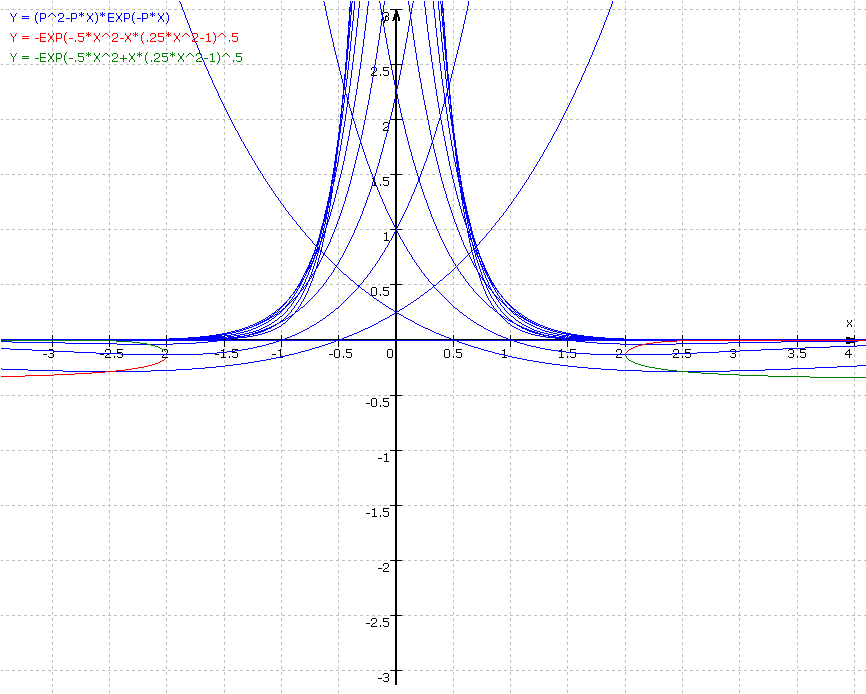 Y = (P^2-P*X)*EXP(-P*X)
Y = -EXP(-.5*X^2-X*(.25*X^2-1)^.5
Y = -EXP(-.5*X^2+X*(.25*X^2-1)^.5
3
2.5
2
1.5
1
0.5
x
-3 -2.5 -2 -1.5 -1 -0.5 0 0.5 1 1.5 2 2.5 3 3.5 4
-0.5
-1
-1.5
-2
-2.5
-3